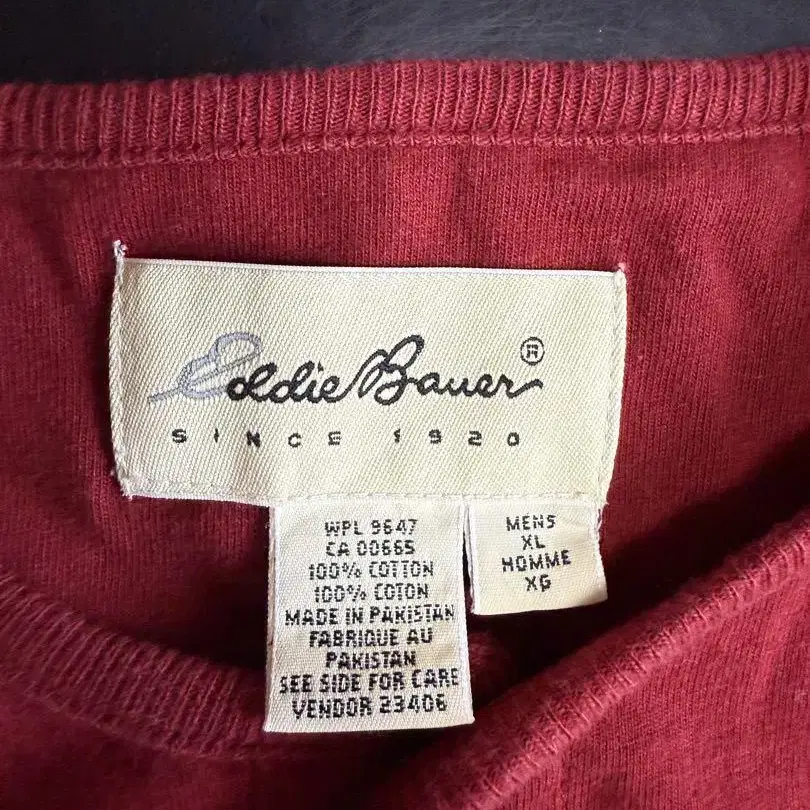 Eddie Bauer®
SINCE 1920
WPL 9647
CA 00665
100% COTTON
100% COTON
MADE IN PAKISTAN
FABRIQUE AU
PAKISTAN
SEE SIDE FOR CARE
VENDOR 23406
MENS
XL
HOMME
XG